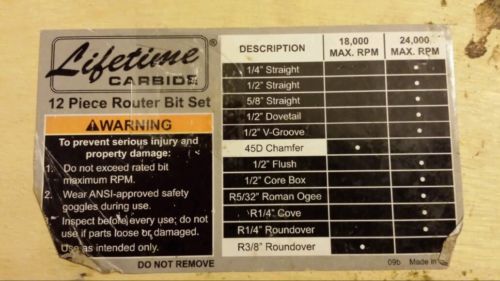 Lifetime®
CARBIDE
12 Piece Router Bit Set
WARNING
To prevent serious injury and
property damage:
1. Do not exceed rated bit
maximum RPM.
2. Wear ANSI-approved safety
goggles during use.
Inspect before every use; do not
use if parts loose or damaged.
Use as intended only.
DO NOT REMOVE
DESCRIPTION 18,000 MAX. RPM 24,000 MAX. RPM
1/4" Straight •
1/2" Straight •
5/8" Straight •
1/2" Dovetail •
1/2" V-Groove •
45D Chamfer •
1/2" Flush •
1/2" Core Box •
R5/32" Roman Ogee •
R1/4" Cove •
R1/4" Roundover •
R3/8" Roundover •
09b Made in